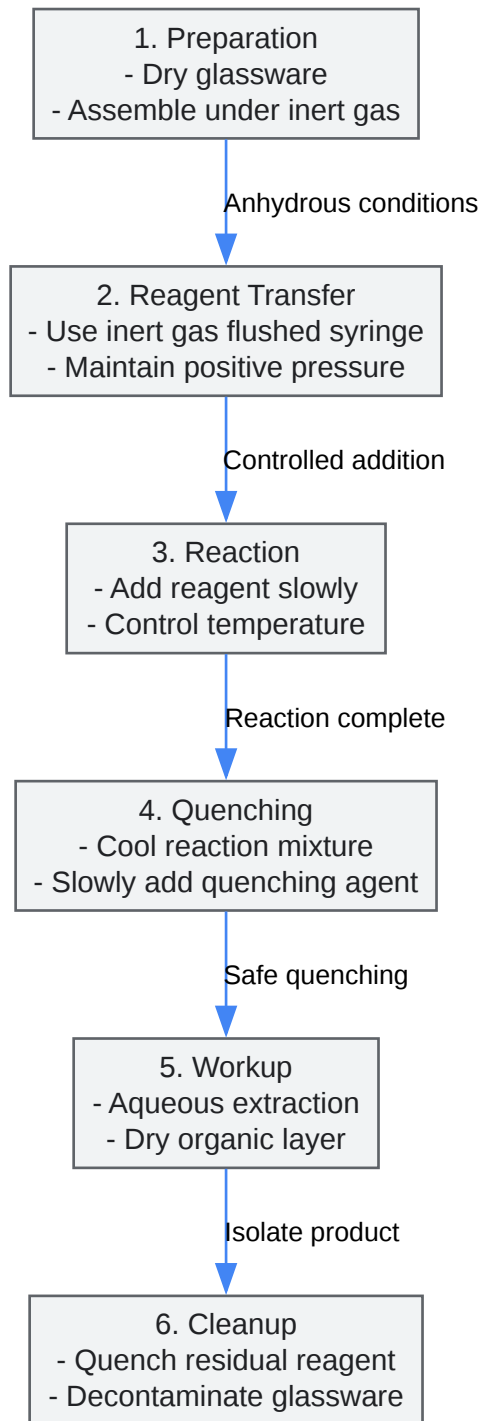 1. Preparation
- Dry glassware
- Assemble under inert gas
Anhydrous conditions
2. Reagent Transfer
- Use inert gas flushed syringe
- Maintain positive pressure
Controlled addition
3. Reaction
- Add reagent slowly
- Control temperature
Reaction complete
4. Quenching
- Cool reaction mixture
- Slowly add quenching agent
Safe quenching
5. Workup
- Aqueous extraction
- Dry organic layer
Isolate product
6. Cleanup
- Quench residual reagent
- Decontaminate glassware